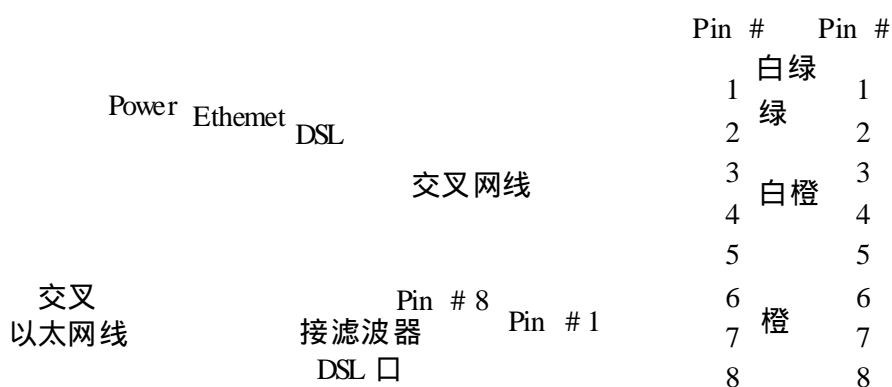 Power
Ethemet
DSL
交叉网线
交叉
以太网线
接滤波器
DSL 口
Pin # 8
Pin # 1
Pin # Pin #
白绿
1 1
绿
2 2
3 3
白橙
4 4
5 5
6 6
橙
7 7
8 8